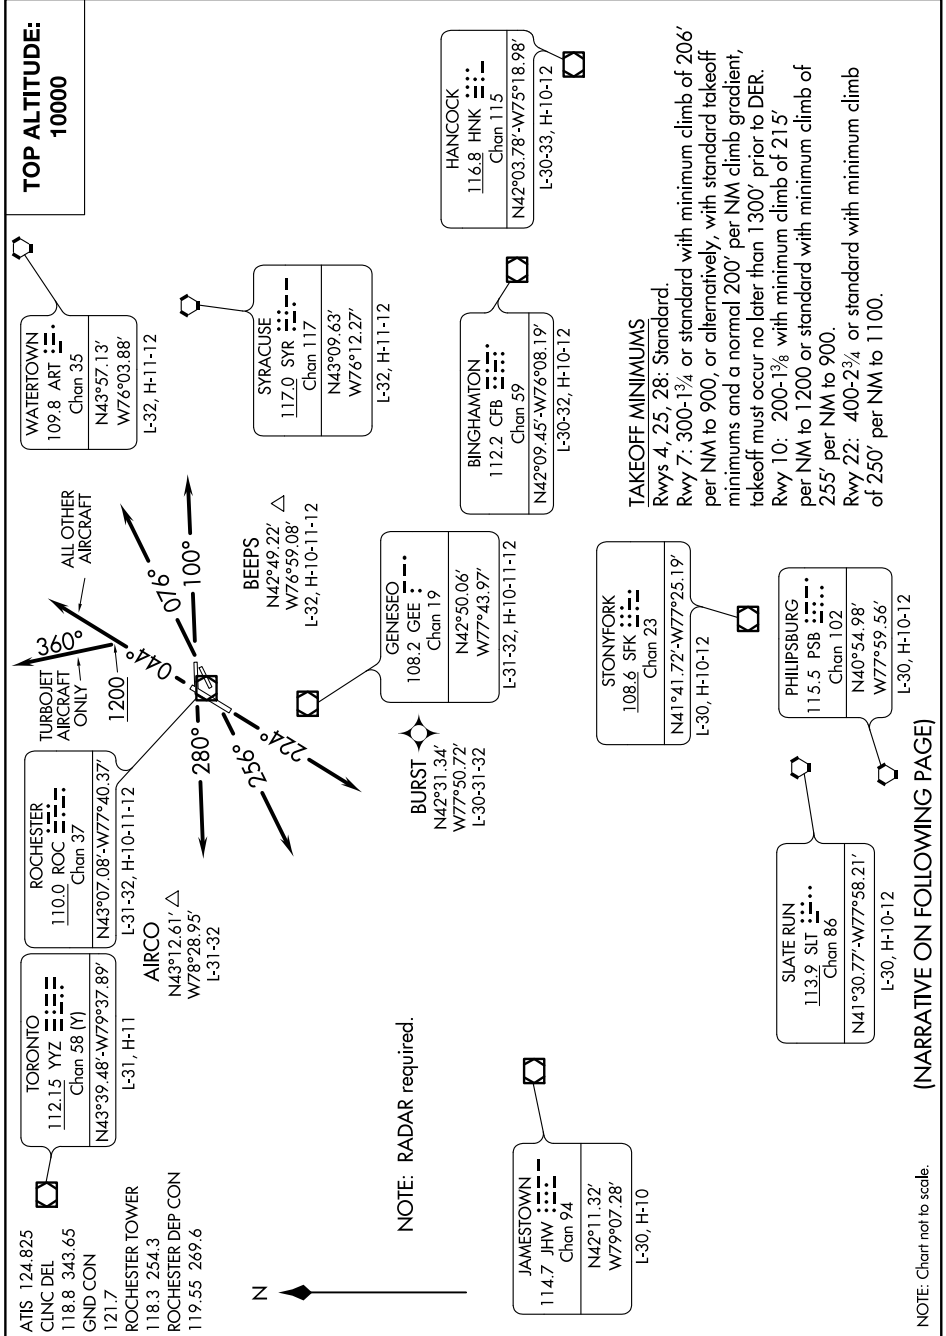 TOP ALTITUDE:
10000
ATIS 124.825
CLNC DEL
118.8 343.65
GND CON
121.7
ROCHESTER TOWER
118.3 254.3
ROCHESTER DEP CON
119.55 269.6
TORONTO
112.15 YYZ
Chan 58 (Y)
N43°39.48′-W79°37.89′
L-31, H-11
ROCHESTER
110.0 ROC
Chan 37
N43°07.08′-W77°40.37′
L-31-32, H-10-11-12
TURBOJET
AIRCRAFT
ONLY
1200
360°
044°
ALL OTHER
AIRCRAFT
076°
100°
280°
256°
224°
WATERTOWN
109.8 ART
Chan 35
N43°57.13′
W76°03.88′
L-32, H-11-12
SYRACUSE
117.0 SYR
Chan 117
N43°09.63′
W76°12.27′
L-32, H-11-12
AIRCO
N43°12.61′
W78°28.95′
L-31-32
BEEPS
N42°49.22′
W76°59.08′
L-32, H-10-11-12
GENESEO
108.2 GEE
Chan 19
N42°50.06′
W77°43.97′
L-31-32, H-10-11-12
BURST
N42°31.34′
W77°50.72′
L-30-31-32
HANCOCK
116.8 HNK
Chan 115
N42°03.78′-W75°18.98′
L-30-33, H-10-12
BINGHAMTON
112.2 CFB
Chan 59
N42°09.45′-W76°08.19′
L-30-32, H-10-12
N
NOTE: RADAR required.
JAMESTOWN
114.7 JHW
Chan 94
N42°11.32′
W79°07.28′
L-30, H-10
STONYFORK
108.6 SFK
Chan 23
N41°41.72′-W77°25.19′
L-30, H-10-12
SLATE RUN
113.9 SLT
Chan 86
N41°30.77′-W77°58.21′
L-30, H-10-12
PHILIPSBURG
115.5 PSB
Chan 102
N40°54.98′
W77°59.56′
L-30, H-10-12
TAKEOFF MINIMUMS
Rwys 4, 25, 28: Standard.
Rwy 7: 300-1¾ or standard with minimum climb of 206′
per NM to 900, or alternatively, with standard takeoff
minimums and a normal 200′ per NM climb gradient,
takeoff must occur no later than 1300′ prior to DER.
Rwy 10: 200-1⅜ with minimum climb of 215′
per NM to 1200 or standard with minimum climb of
255′ per NM to 900.
Rwy 22: 400-2¾ or standard with minimum climb
of 250′ per NM to 1100.
NOTE: Chart not to scale.
(NARRATIVE ON FOLLOWING PAGE)